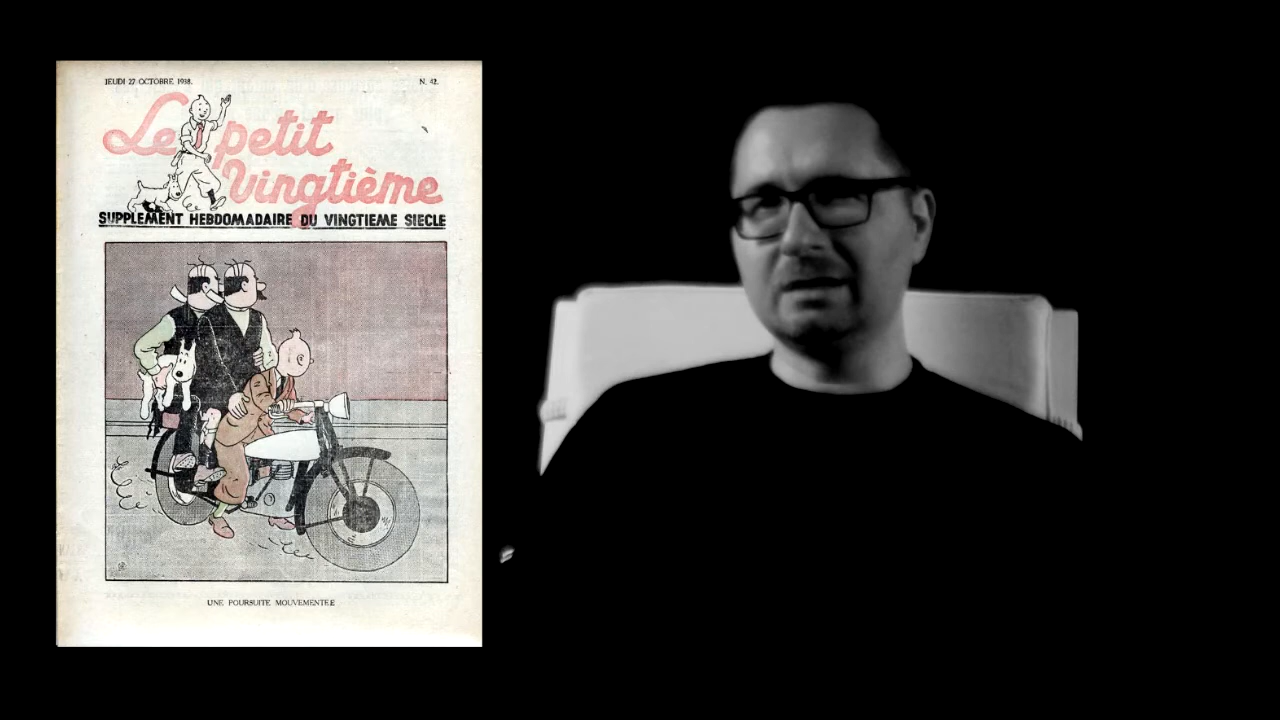 JEUDI 27 OCTOBRE 1938.
N. 42.
Le petit
Vingtième
SUPPLEMENT HEBDOMADAIRE DU VINGTIEME SIECLE
UNE POURSUITE MOUVEMENTEE